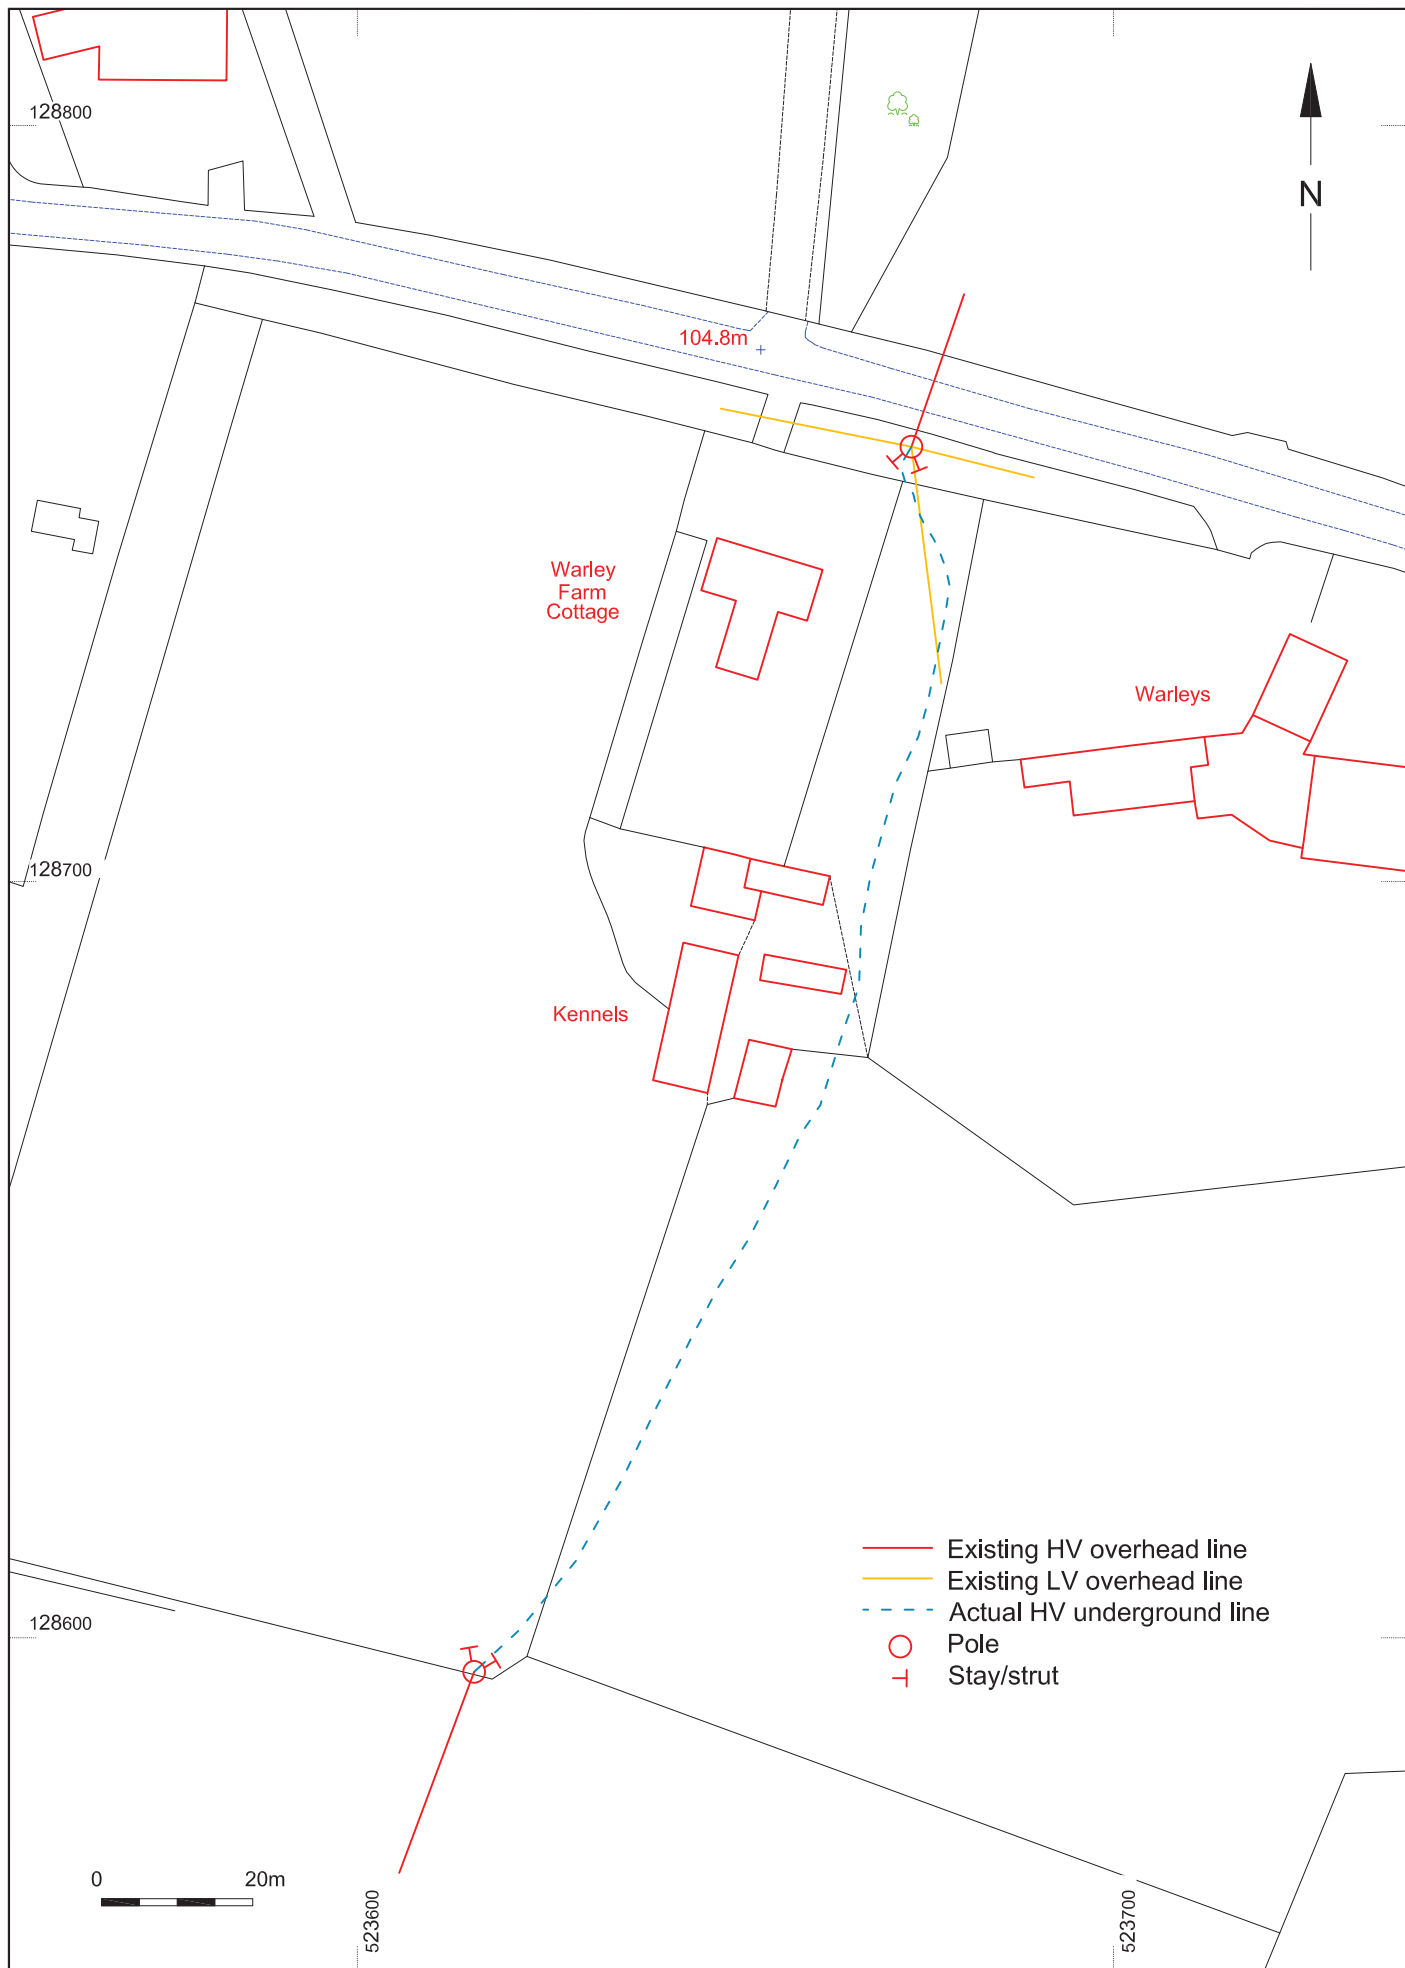 128800
N
104.8m
Warley
Farm
Cottage
Warleys
128700
Kennels
Existing HV overhead line
Existing LV overhead line
Actual HV underground line
Pole
Stay/strut
128600
0 20m
523600
523700